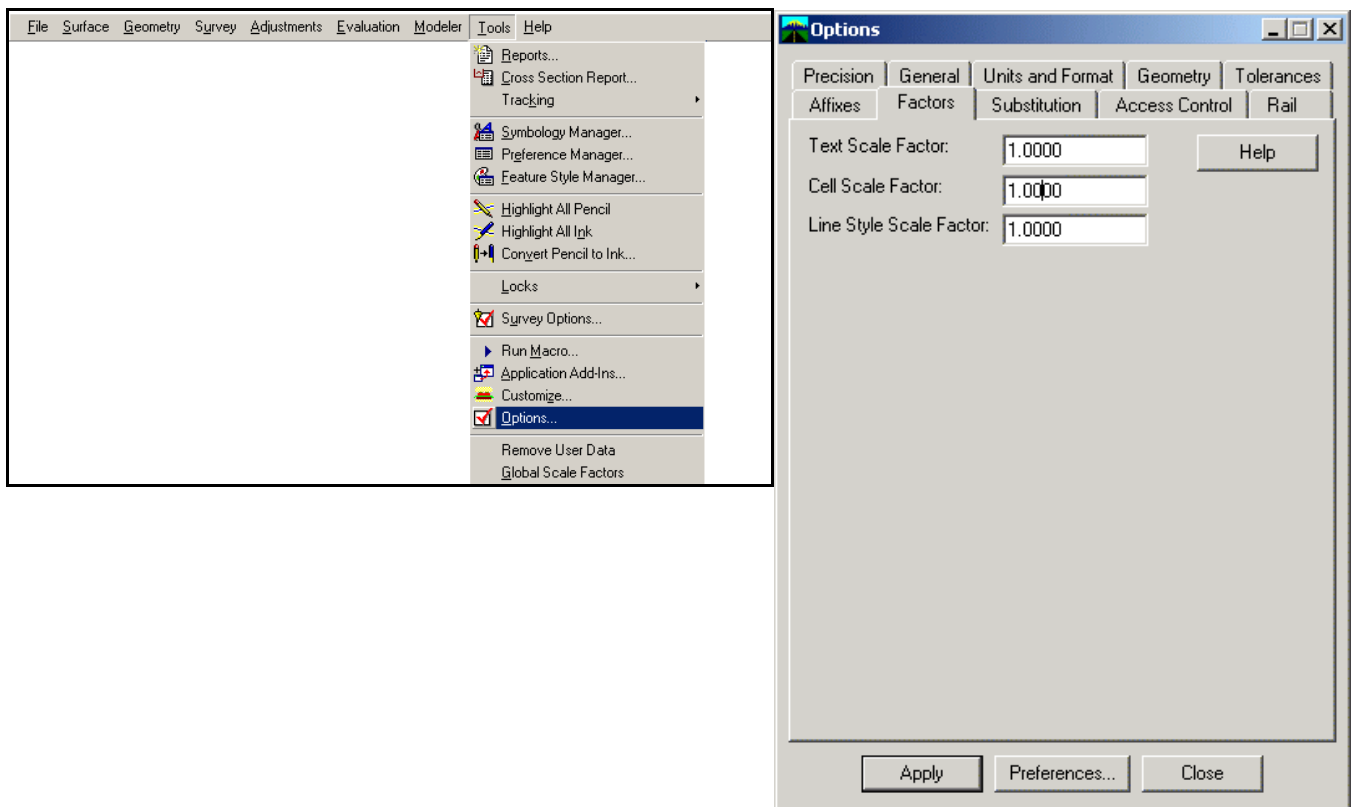 File Surface Geometry Survey Adjustments Evaluation Modeler Tools Help
Reports...
Cross Section Report...
Tracking
Symbology Manager...
Preference Manager...
Feature Style Manager...
Highlight All Pencil
Highlight All Ink
Convert Pencil to Ink...
Locks
Survey Options...
Run Macro...
Application Add-Ins...
Customize...
Options...
Remove User Data
Global Scale Factors
Options
Precision General Units and Format Geometry Tolerances
Affixes Factors Substitution Access Control Rail
Text Scale Factor: 1.0000 Help
Cell Scale Factor: 1.0000
Line Style Scale Factor: 1.0000
Apply Preferences... Close